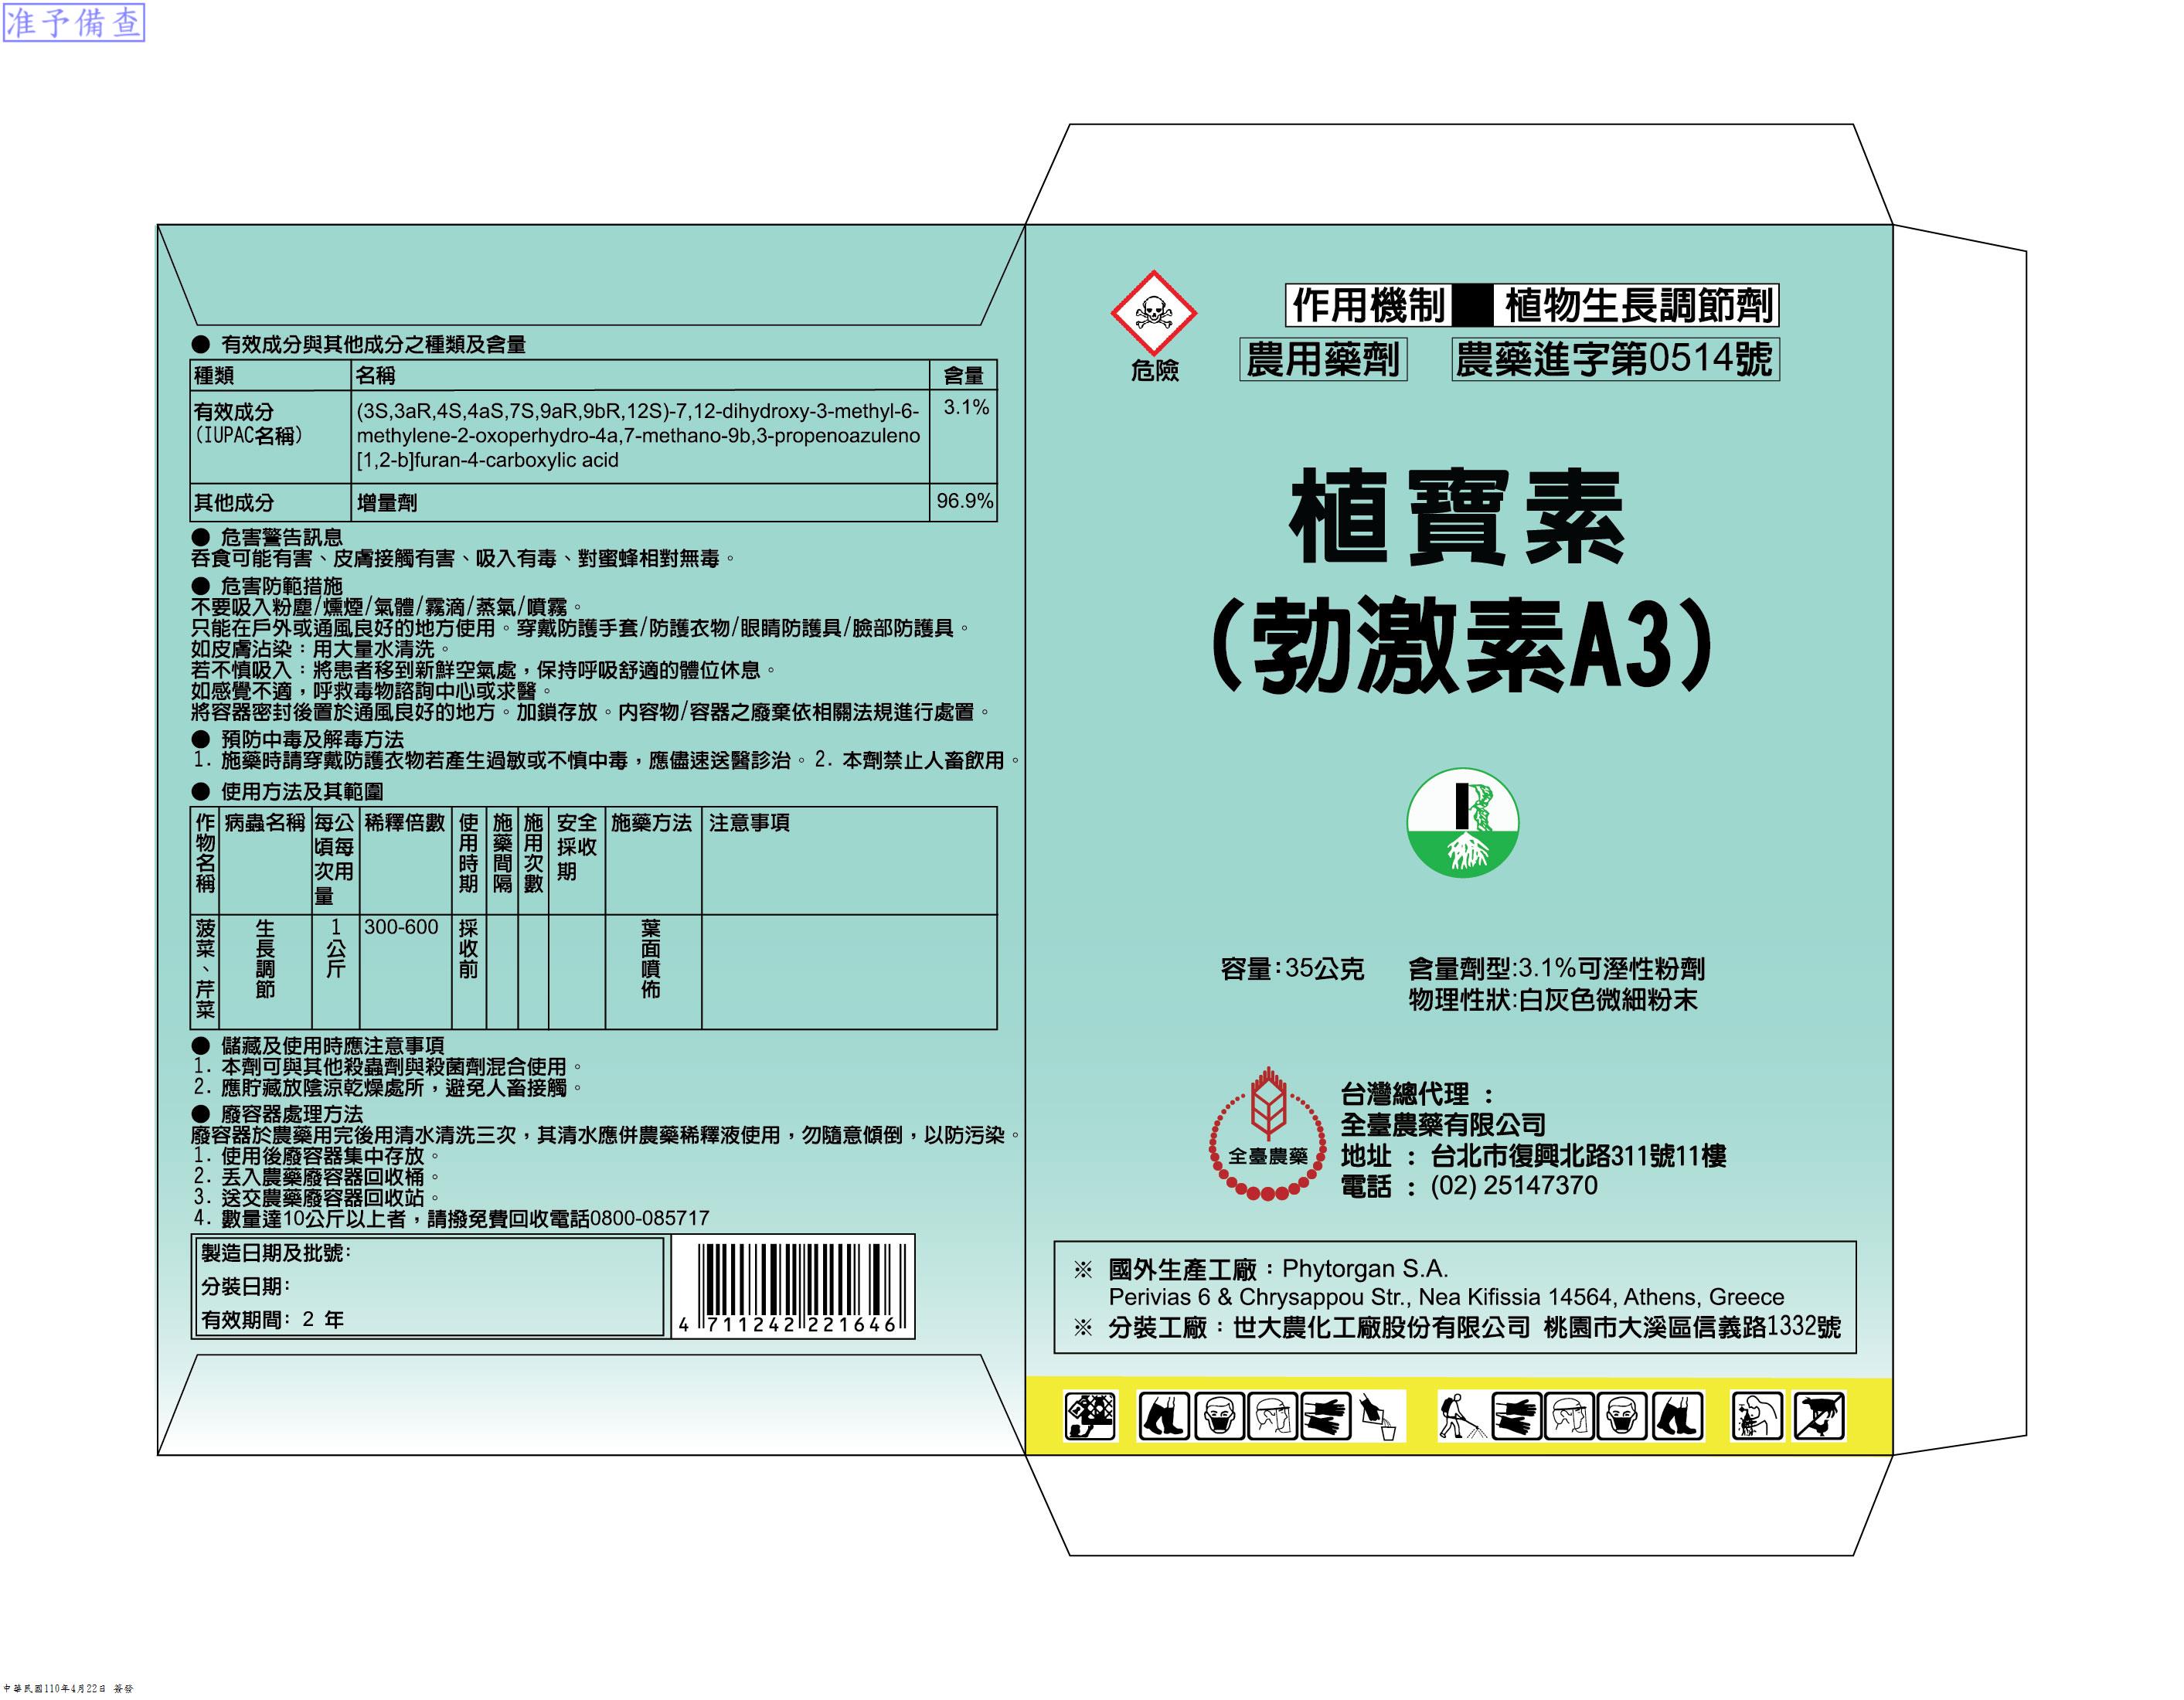 准予備查
● 有效成分與其他成分之種類及含量
種類 名稱 含量
有效成分 (3S,3aR,4S,4aS,7S,9aR,9bR,12S)-7,12-dihydroxy-3-methyl-6- 3.1%
(IUPAC名稱) methylene-2-oxoperhydro-4a,7-methano-9b,3-propenoazuleno
[1,2-b]furan-4-carboxylic acid
其他成分 增量劑 96.9%
● 危害警告訊息
吞食可能有害、皮膚接觸有害、吸入有毒、對蜜蜂相對無毒。
● 危害防範措施
不要吸入粉塵/燻煙/氣體/霧滴/蒸氣/噴霧。
只能在戶外或通風良好的地方使用。穿戴防護手套/防護衣物/眼睛防護具/臉部防護具。
如皮膚沾染：用大量水清洗。
若不慎吸入：將患者移到新鮮空氣處，保持呼吸舒適的體位休息。
如感覺不適，呼救毒物諮詢中心或求醫。
將容器密封後置於通風良好的地方。加鎖存放。內容物/容器之廢棄依相關法規進行處置。
● 預防中毒及解毒方法
1. 施藥時請穿戴防護衣物若產生過敏或不慎中毒，應儘速送醫診治。2. 本劑禁止人畜飲用。
● 使用方法及其範圍
作物名稱 病蟲名稱 每公頃每次用量 稀釋倍數 使用時期 施藥間隔 施用次數 安全採收期 施藥方法 注意事項
菠菜、芹菜 生長調節 1公斤 300-600 採收前 葉面噴佈
● 儲藏及使用時應注意事項
1. 本劑可與其他殺蟲劑與殺菌劑混合使用。
2. 應貯藏放陰涼乾燥處所，避免人畜接觸。
● 廢容器處理方法
廢容器於農藥用完後用清水清洗三次，其清水應併農藥稀釋液使用，勿隨意傾倒，以防污染。
1. 使用後廢容器集中存放。
2. 丟入農藥廢容器回收桶。
3. 送交農藥廢容器回收站。
4. 數量達10公斤以上者，請撥免費回收電話0800-085717
製造日期及批號:
分裝日期:
有效期間: 2 年
4 711242 221646
危險
作用機制 植物生長調節劑
農用藥劑 農藥進字第0514號
植寶素
(勃激素A3)
容量:35公克 含量劑型:3.1%可溼性粉劑
物理性狀:白灰色微細粉末
全臺農藥
台灣總代理 :
全臺農藥有限公司
地址 : 台北市復興北路311號11樓
電話 : (02) 25147370
※ 國外生產工廠：Phytorgan S.A.
Perivias 6 & Chrysappou Str., Nea Kifissia 14564, Athens, Greece
※ 分裝工廠：世大農化工廠股份有限公司 桃園市大溪區信義路1332號
中華民國110年4月22日 簽發